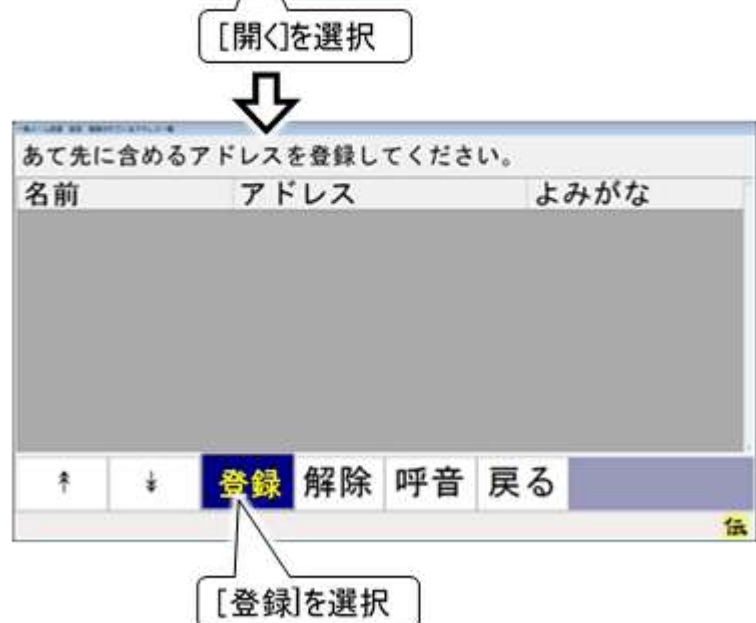 [開く]を選択
あて先に含めるアドレスを登録してください。
名前 アドレス よみがな
登録 解除 呼音 戻る
伝
[登録]を選択